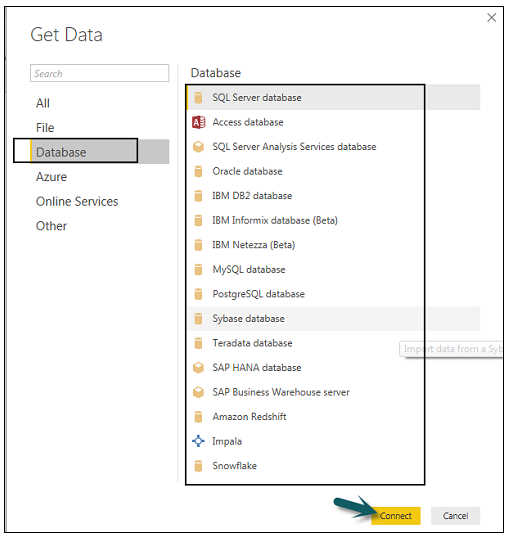 Get Data
Search
All
File
Database
Azure
Online Services
Other
Database
SQL Server database
Access database
SQL Server Analysis Services database
Oracle database
IBM DB2 database
IBM Informix database (Beta)
IBM Netezza (Beta)
MySQL database
PostgreSQL database
Sybase database
Teradata database
Import data from a Syb
SAP HANA database
SAP Business Warehouse server
Amazon Redshift
Impala
Snowflake
Connect
Cancel